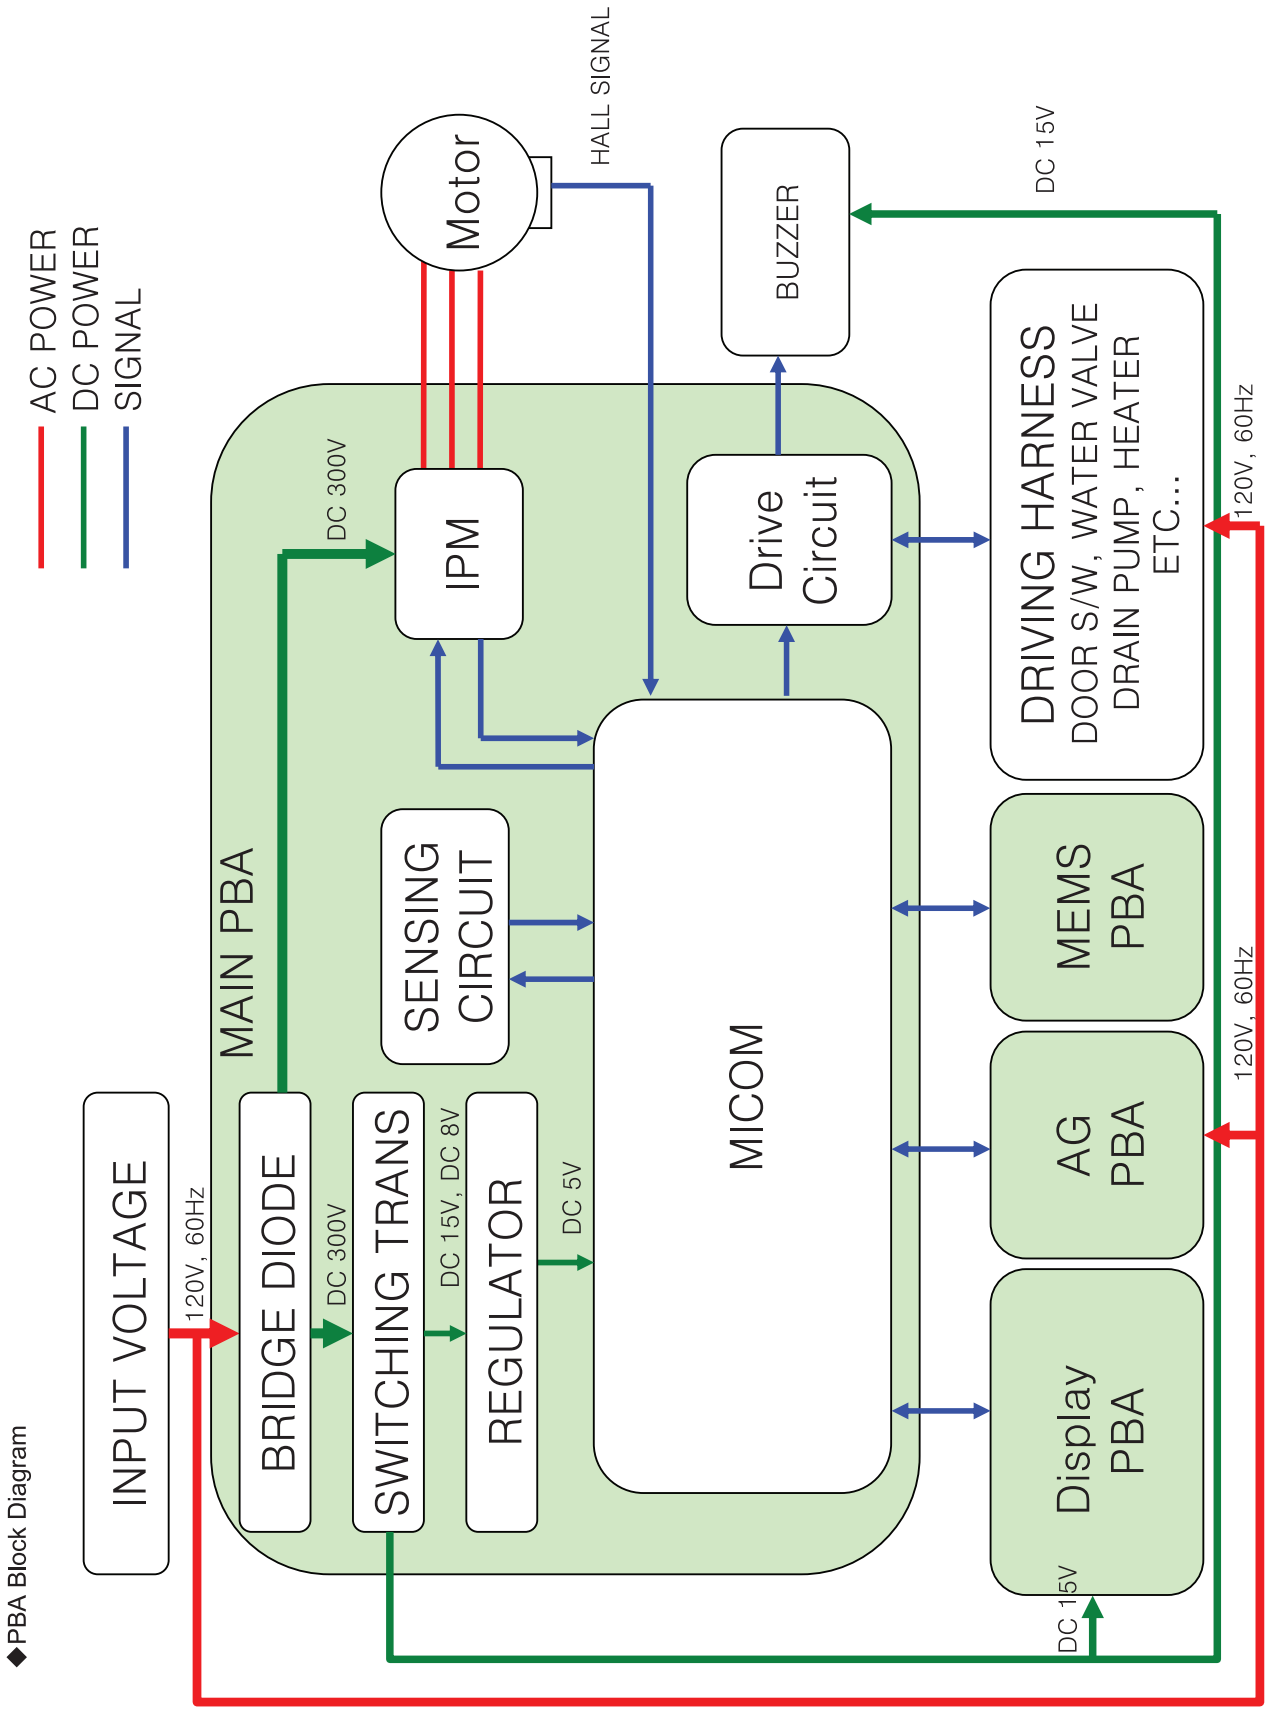 ◆PBA Block Diagram
AC POWER
DC POWER
SIGNAL
INPUT VOLTAGE
120V, 60Hz
MAIN PBA
BRIDGE DIODE
DC 300V
DC 300V
SWITCHING TRANS
DC 15V, DC 8V
REGULATOR
DC 5V
SENSING
CIRCUIT
IPM
Motor
HALL SIGNAL
MICOM
Drive
Circuit
BUZZER
DC 15V
Display
PBA
DC 15V
AG
PBA
MEMS
PBA
DRIVING HARNESS
DOOR S/W, WATER VALVE
DRAIN PUMP, HEATER
ETC...
120V, 60Hz
120V, 60Hz